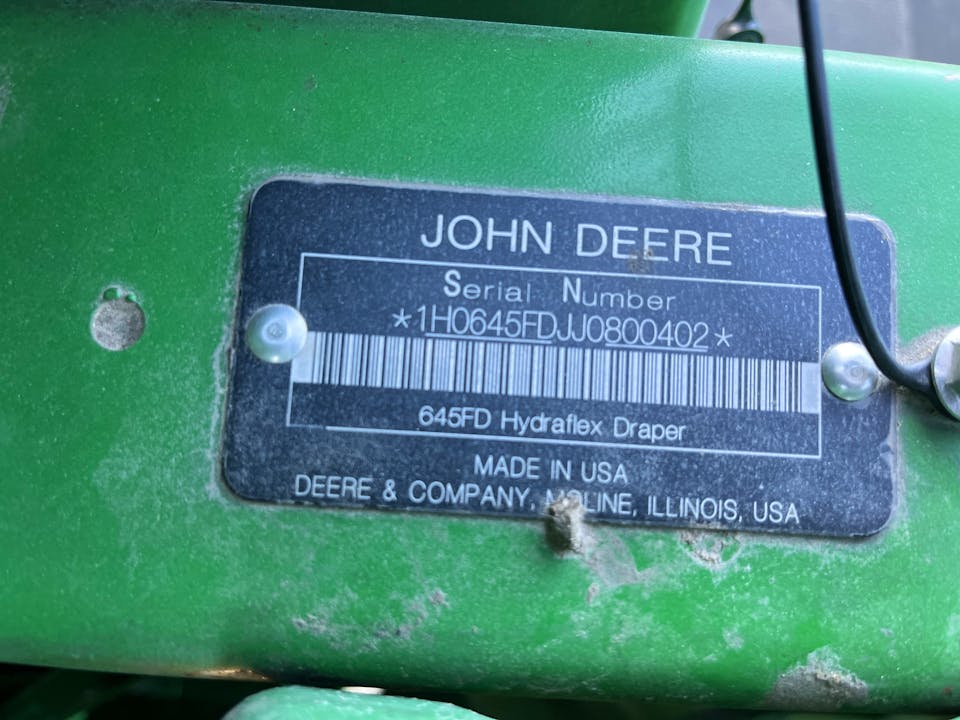 JOHN DEERE
Serial Number
*1H0645FDJJ0800402*
645FD Hydraflex Draper
MADE IN USA
DEERE & COMPANY, MOLINE, ILLINOIS, USA